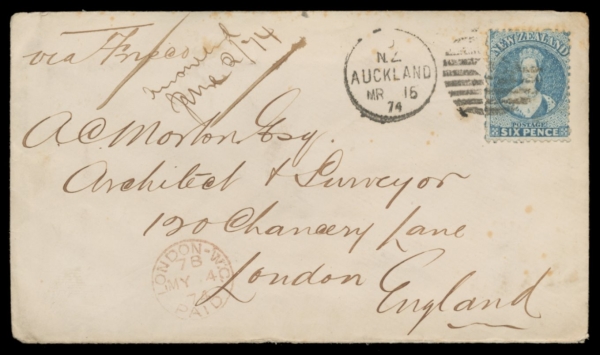 via Frisco
answered
June 2/74
N.Z.
AUCKLAND
MR 16
74
NEW ZEALAND
POSTAGE
SIX PENCE
A.C. Morton Esq.
Architect & Surveyor
120 Chancery Lane
London
England
LONDON-W.C.
78
MY 4
74
PAID